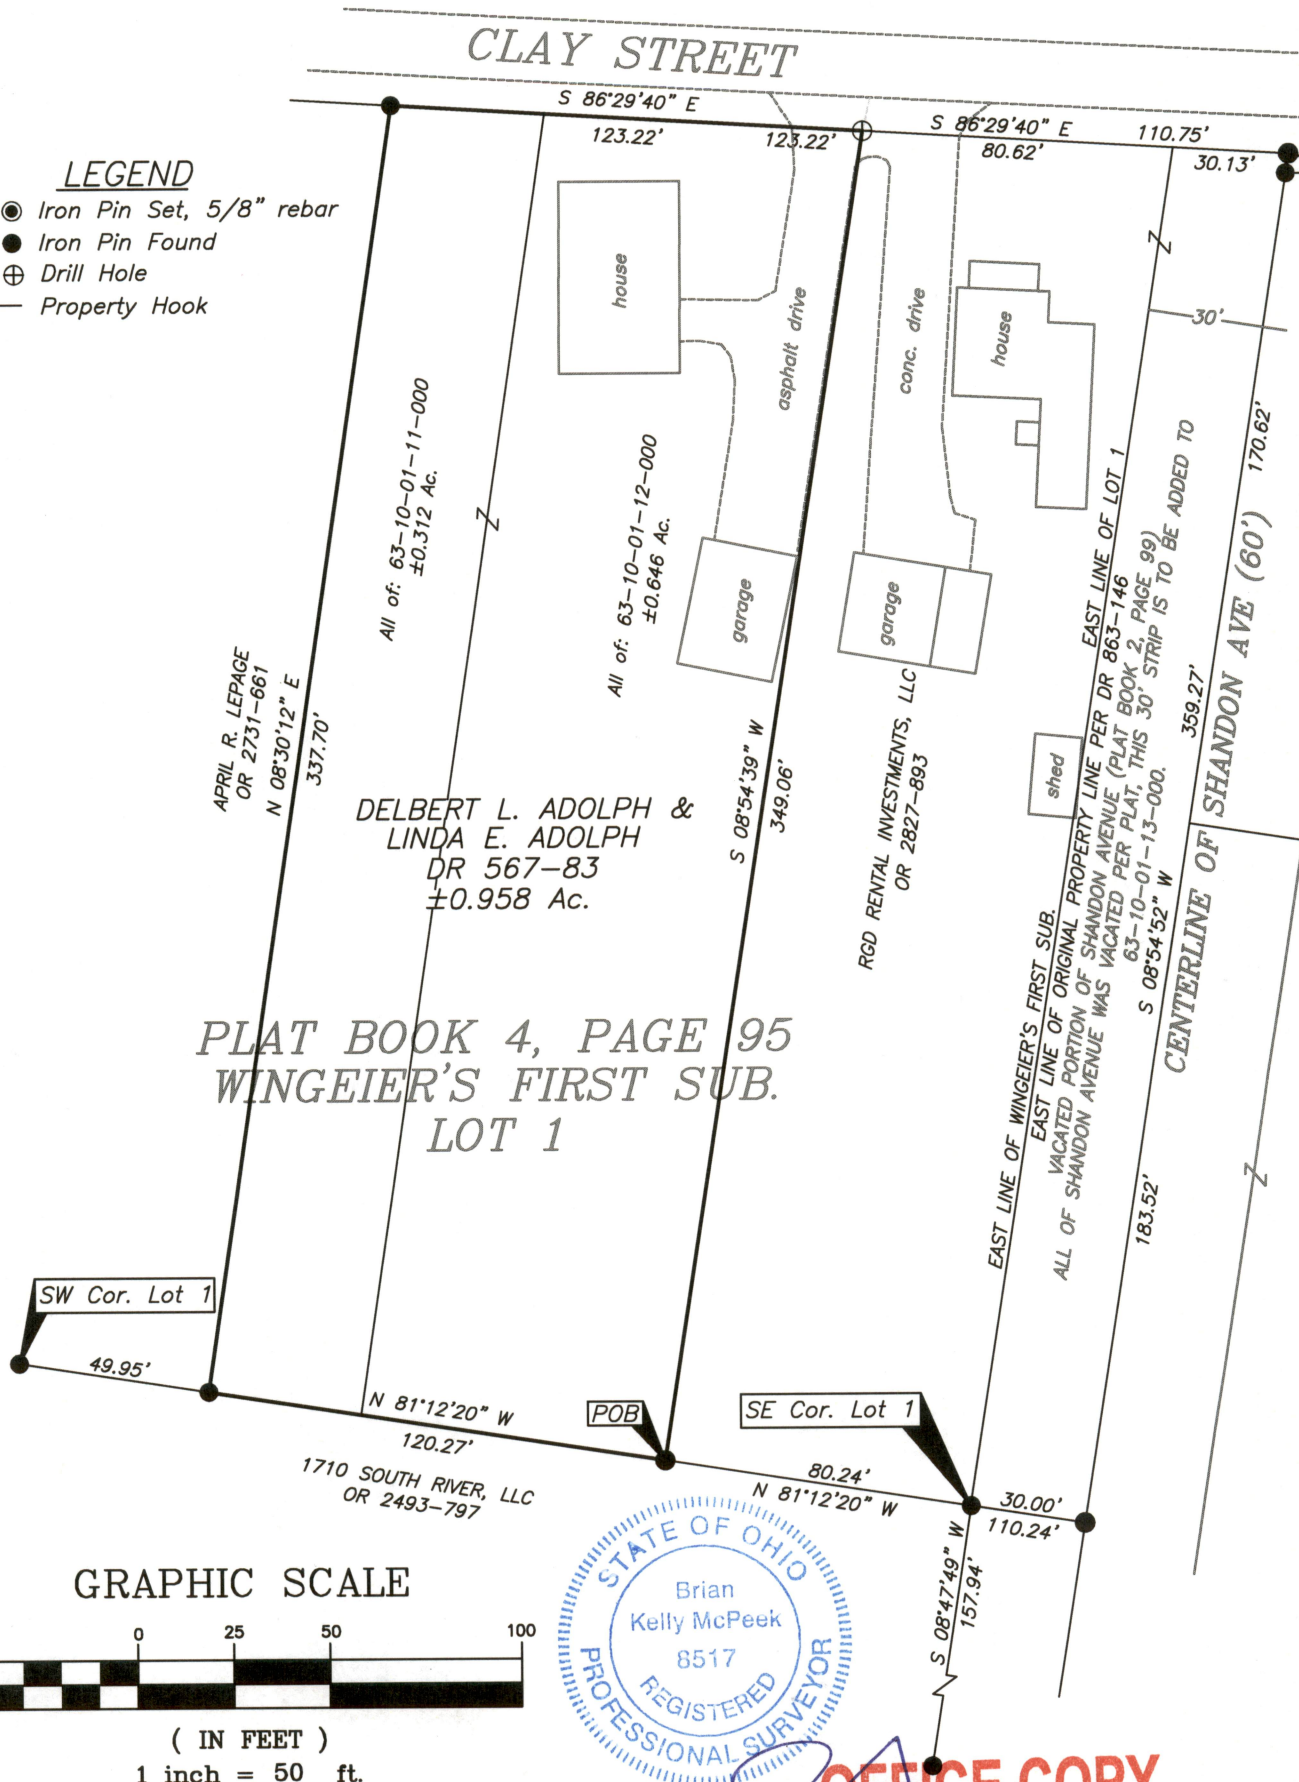 CLAY STREET
S 86°29'40" E
123.22'
123.22'
S 86°29'40" E
80.62'
110.75'
30.13'
LEGEND
Iron Pin Set, 5/8" rebar
Iron Pin Found
Drill Hole
Property Hook
house
asphalt drive
conc. drive
house
30'
All of: 63-10-01-11-000
±0.312 Ac.
All of: 63-10-01-12-000
±0.646 Ac.
garage
garage
shed
APRIL R. LEPAGE
OR 2731-661
N 08°30'12" E
337.70'
DELBERT L. ADOLPH &
LINDA E. ADOLPH
DR 567-83
±0.958 Ac.
S 08°54'39" W
349.06'
RGD RENTAL INVESTMENTS, LLC
OR 2827-893
EAST LINE OF LOT 1
EAST LINE OF WINGEIER'S FIRST SUB.
EAST LINE OF ORIGINAL PROPERTY LINE PER DR 863-146
VACATED PORTION OF SHANDON AVENUE (PLAT BOOK 2, PAGE 99)
ALL OF SHANDON AVENUE WAS VACATED PER PLAT, THIS 30' STRIP IS TO BE ADDED TO
63-10-01-13-000.
S 08°54'52" W
359.27'
170.62'
183.52'
CENTERLINE OF SHANDON AVE (60')
PLAT BOOK 4, PAGE 95
WINGEIER'S FIRST SUB.
LOT 1
SW Cor. Lot 1
49.95'
N 81°12'20" W
120.27'
POB
SE Cor. Lot 1
80.24'
N 81°12'20" W
30.00'
110.24'
1710 SOUTH RIVER, LLC
OR 2493-797
S 08°47'49" W
157.94'
GRAPHIC SCALE
0 25 50 100
( IN FEET )
1 inch = 50 ft.
STATE OF OHIO
Brian
Kelly McPeek
8517
REGISTERED
PROFESSIONAL SURVEYOR
OFFICE COPY